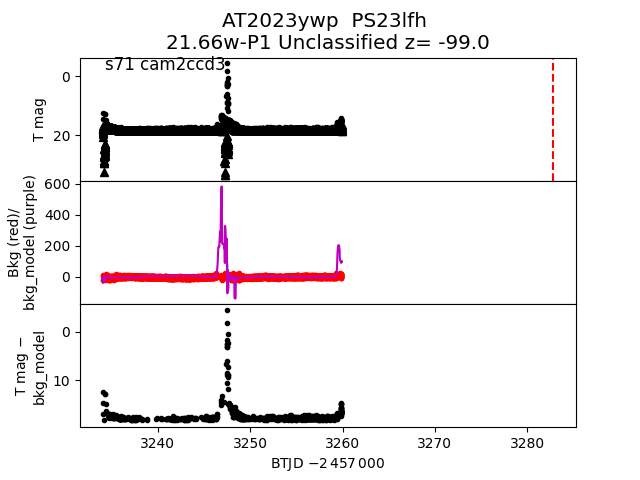 AT2023ywp  PS23lfh
21.66w-P1 Unclassified z= -99.0
s71 cam2ccd3
T mag
0
20
Bkg (red)/
bkg_model (purple)
600
400
200
0
T mag −
bkg_model
0
10
3240 3250 3260 3270 3280
BTJD −2 457 000